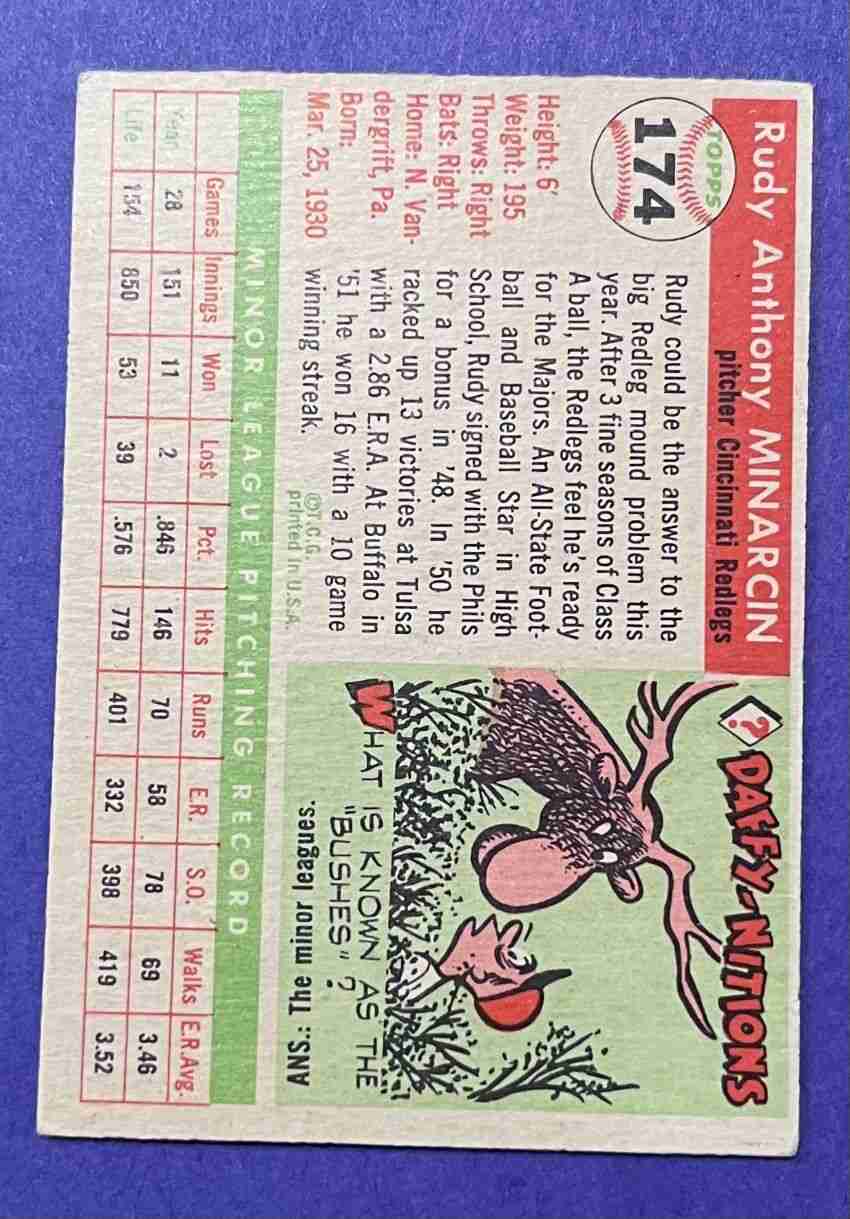 Rudy Anthony MINARCIN
pitcher Cincinnati Redlegs
TOPPS
174
Height: 6'
Weight: 195
Throws: Right
Bats: Right
Home: N. Van-
dergrift, Pa.
Born:
Mar. 25, 1930
Rudy could be the answer to the
big Redleg mound problem this
year. After 3 fine seasons of Class
A ball, the Redlegs feel he's ready
for the Majors. An All-State Foot-
ball and Baseball Star in High
School, Rudy signed with the Phils
for a bonus in '48. In '50 he
racked up 13 victories at Tulsa
with a 2.86 E.R.A. At Buffalo in
'51 he won 16 with a 10 game
winning streak.
©T.C.G.
printed in U.S.A.
?
DAFFY-NITIONS
WHAT IS KNOWN AS THE
"BUSHES"?
ANS.: The minor leagues.
MINOR LEAGUE PITCHING RECORD
Games Innings Won Lost Pct. Hits Runs E.R. S.O. Walks E.R.Avg.
Year 28 151 11 2 .846 146 70 58 78 69 3.46
Life 154 850 53 39 .576 779 401 332 398 419 3.52